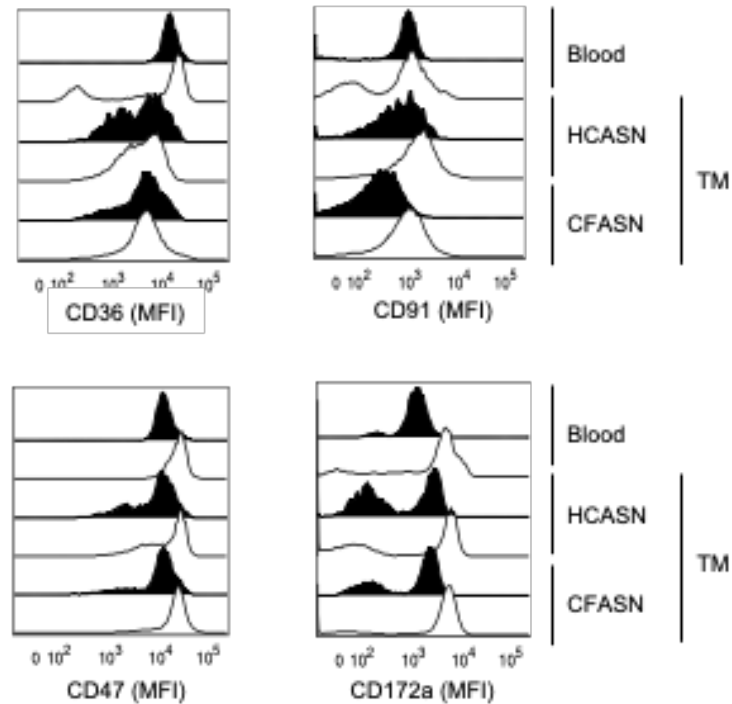 Blood
HCASN
CFASN
TM
0 10² 10³ 10⁴ 10⁵
CD36 (MFI)
0 10² 10³ 10⁴ 10⁵
CD91 (MFI)
Blood
HCASN
CFASN
TM
0 10² 10³ 10⁴ 10⁵
CD47 (MFI)
0 10² 10³ 10⁴ 10⁵
CD172a (MFI)